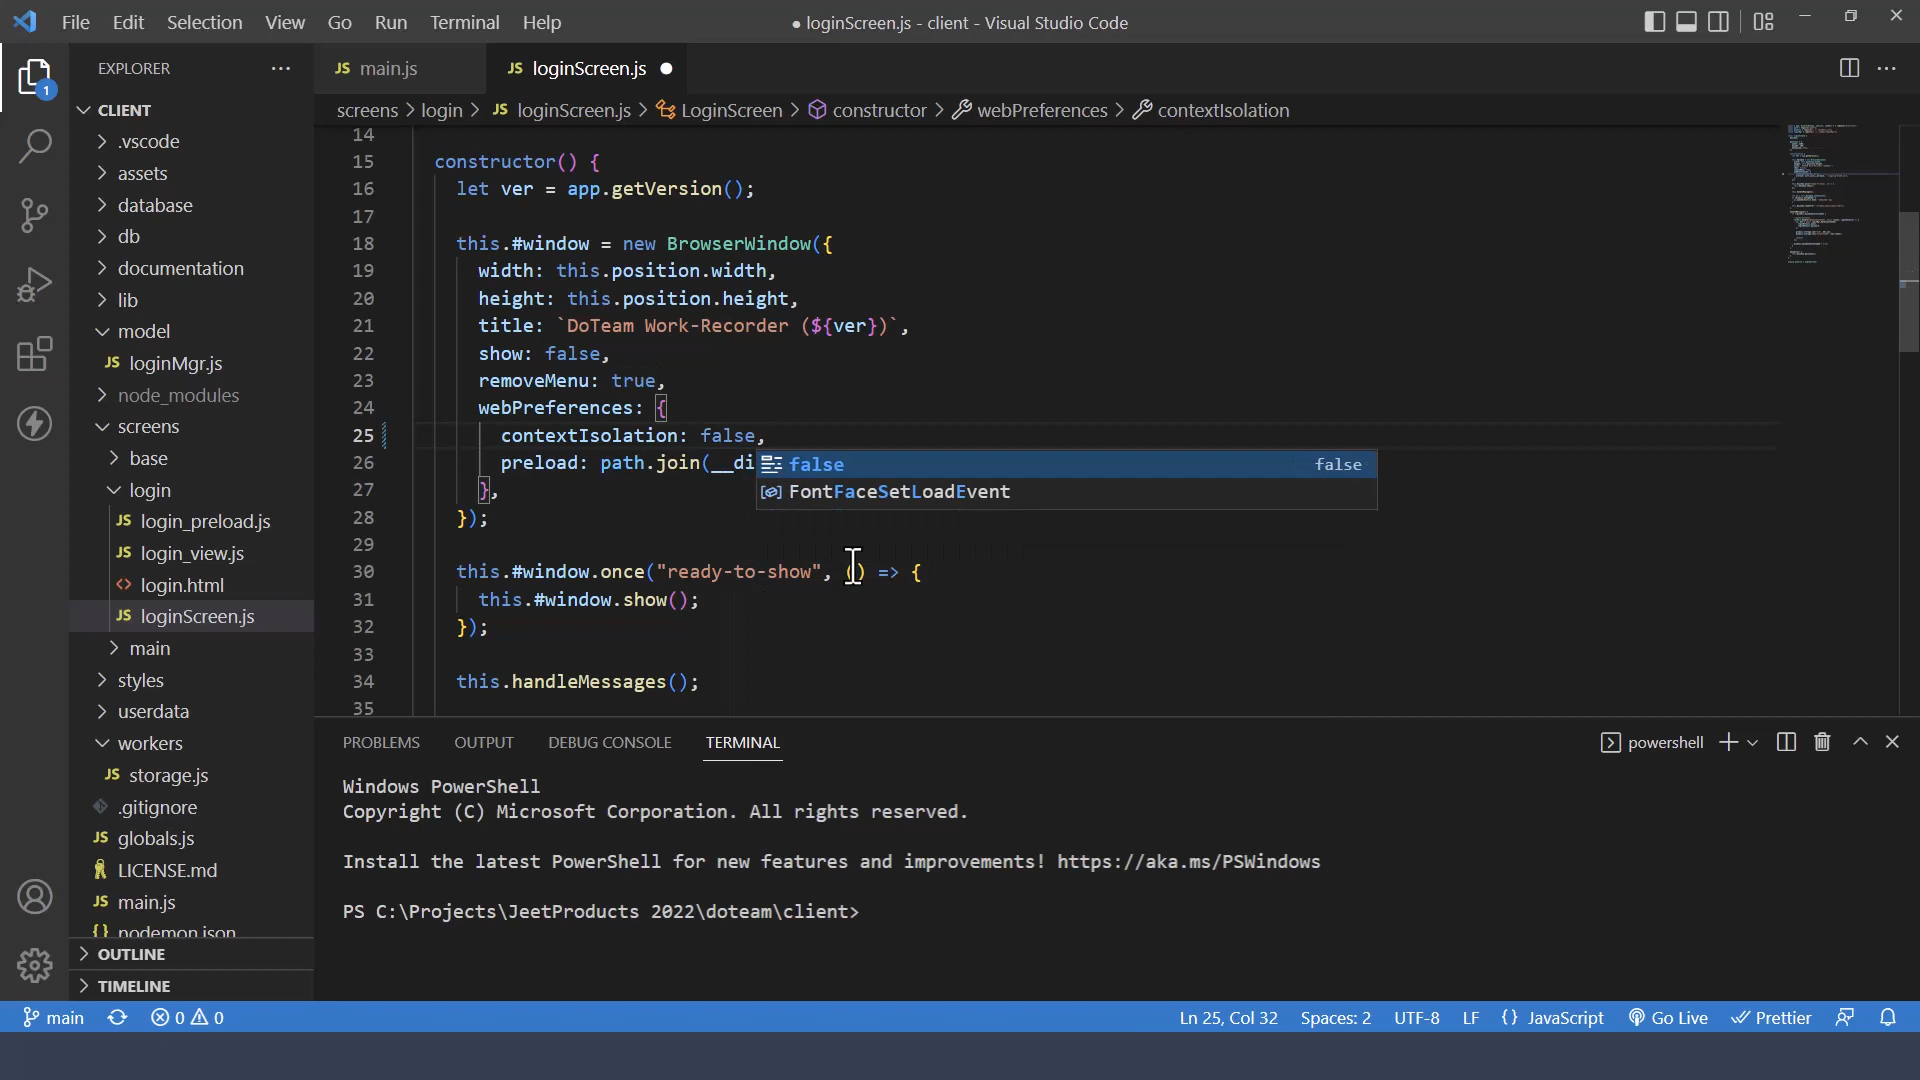 File Edit Selection View Go Run Terminal Help
● loginScreen.js - client - Visual Studio Code
EXPLORER
1
CLIENT
.vscode
assets
database
db
documentation
lib
model
JS loginMgr.js
node_modules
screens
base
login
JS login_preload.js
JS login_view.js
<> login.html
JS loginScreen.js
main
styles
userdata
workers
JS storage.js
.gitignore
JS globals.js
LICENSE.md
JS main.js
{} nodemon.json
OUTLINE
TIMELINE
JS main.js
JS loginScreen.js ●
screens > login > JS loginScreen.js > LoginScreen > constructor > webPreferences > contextIsolation
14
15 constructor() {
16 let ver = app.getVersion();
17
18 this.#window = new BrowserWindow({
19 width: this.position.width,
20 height: this.position.height,
21 title: `DoTeam Work-Recorder (${ver})`,
22 show: false,
23 removeMenu: true,
24 webPreferences: {
25 contextIsolation: false,
26 preload: path.join(__di
false false
FontFaceSetLoadEvent
27 },
28 });
29
30 this.#window.once("ready-to-show", () => {
31 this.#window.show();
32 });
33
34 this.handleMessages();
35
PROBLEMS OUTPUT DEBUG CONSOLE TERMINAL
powershell
Windows PowerShell
Copyright (C) Microsoft Corporation. All rights reserved.
Install the latest PowerShell for new features and improvements! https://aka.ms/PSWindows
PS C:\Projects\JeetProducts 2022\doteam\client>
main 0 0
Ln 25, Col 32 Spaces: 2 UTF-8 LF {} JavaScript Go Live Prettier